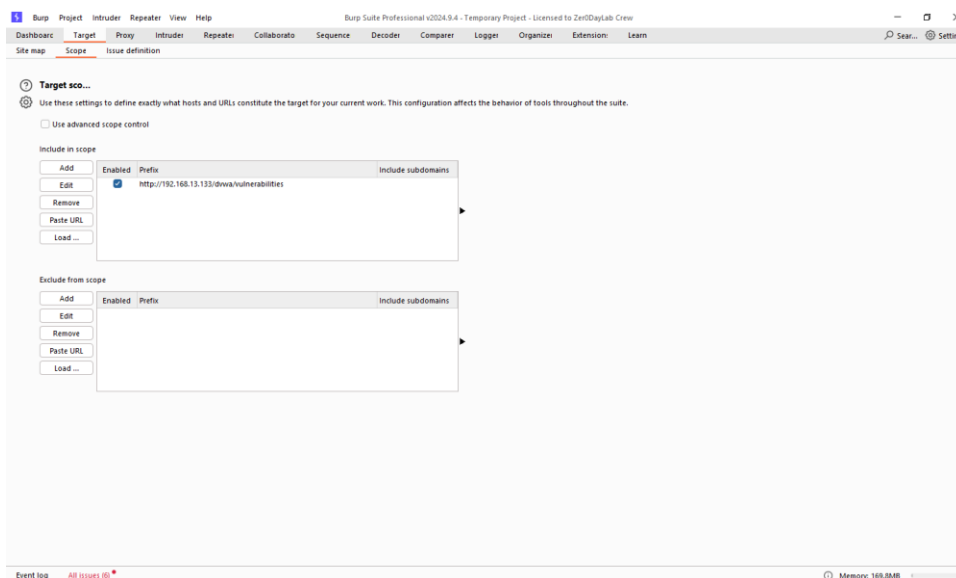 Burp Project Intruder Repeater View Help Burp Suite Professional v2024.9.4 - Temporary Project - Licensed to Zer0DayLab Crew
Dashboarc Target Proxy Intruder Repeater Collaborato Sequence Decoder Comparer Logger Organizer Extension: Learn Sear... Settin
Site map Scope Issue definition
Target sco...
Use these settings to define exactly what hosts and URLs constitute the target for your current work. This configuration affects the behavior of tools throughout the suite.
Use advanced scope control
Include in scope
Add
Edit
Remove
Paste URL
Load ...
Enabled Prefix Include subdomains
http://192.168.13.133/dvwa/vulnerabilities
Exclude from scope
Add
Edit
Remove
Paste URL
Load ...
Enabled Prefix Include subdomains
Event log All issues (6) Memory: 169.8MB